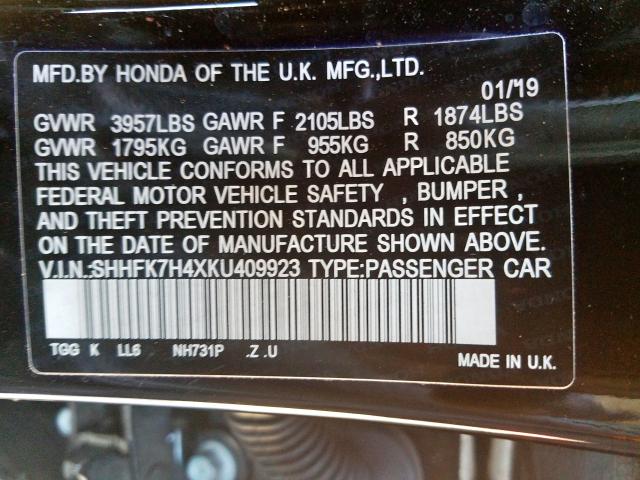 MFD.BY HONDA OF THE U.K. MFG.,LTD.
01/'19
GVWR 3957LBS GAWR F 2105LBS R 1874LBS
GVWR 1795KG GAWR F 955KG R 850KG
THIS VEHICLE CONFORMS TO ALL APPLICABLE
FEDERAL MOTOR VEHICLE SAFETY , BUMPER ,
AND THEFT PREVENTION STANDARDS IN EFFECT
ON THE DATE OF MANUFACTURE SHOWN ABOVE.
V.I.N.:SHHFK7H4XKU409923 TYPE:PASSENGER CAR
TGG K LL6 NH731P .Z .U
MADE IN U.K.